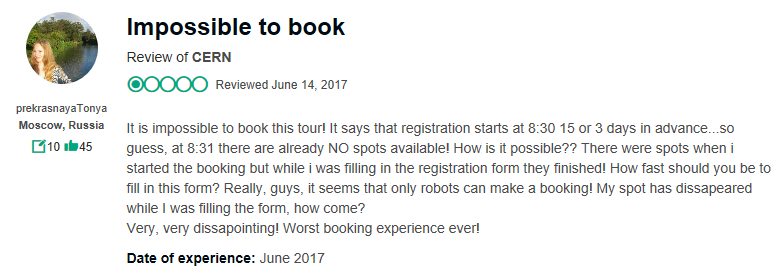 Impossible to book
Review of CERN
Reviewed June 14, 2017
prekrasnayaTonya
Moscow, Russia
10 45
It is impossible to book this tour! It says that registration starts at 8:30 15 or 3 days in advance...so
guess, at 8:31 there are already NO spots available! How is it possible?? There were spots when i
started the booking but while i was filling in the registration form they finished! How fast should you be to
fill in this form? Really, guys, it seems that only robots can make a booking! My spot has dissapeared
while I was filling the form, how come?
Very, very dissapointing! Worst booking experience ever!
Date of experience: June 2017